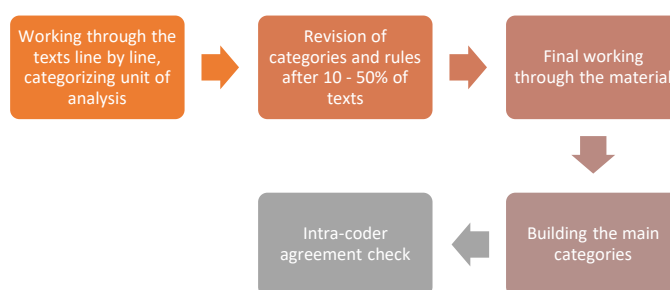 Working through the
texts line by line,
categorizing unit of
analysis
Revision of
categories and rules
after 10 - 50% of
texts
Final working
through the material
Building the main
categories
Intra-coder
agreement check